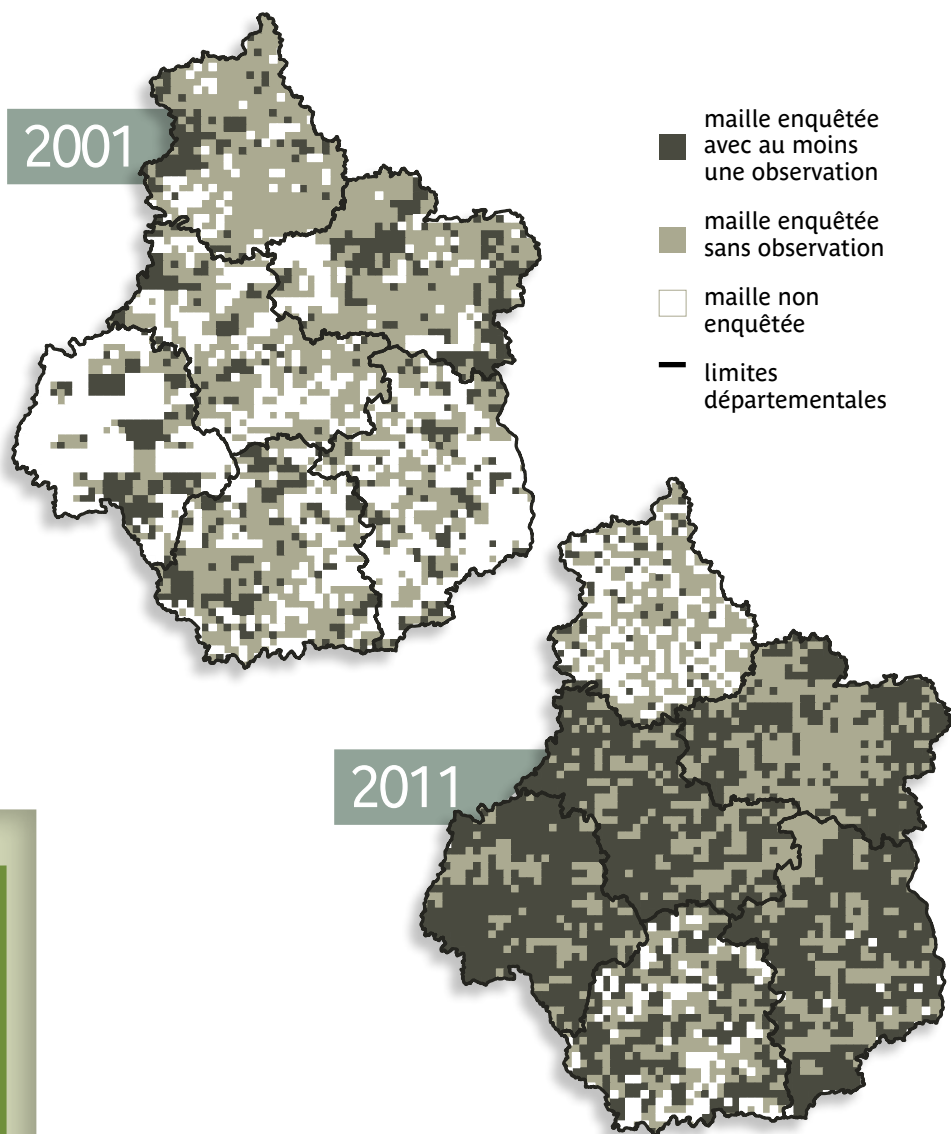 2001
maille enquêtée
avec au moins
une observation
maille enquêtée
sans observation
maille non
enquêtée
limites
départementales
2011